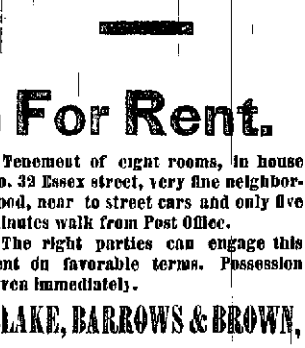 For Rent.
Tenement of eight rooms, in house
o. 32 Essex street, very fine neighbor-
ood, near to street cars and only five
inutes walk from Post Office.
The right parties can engage this
ent on favorable terms. Possession
ven immediately.
LAKE, BARROWS & BROWN,